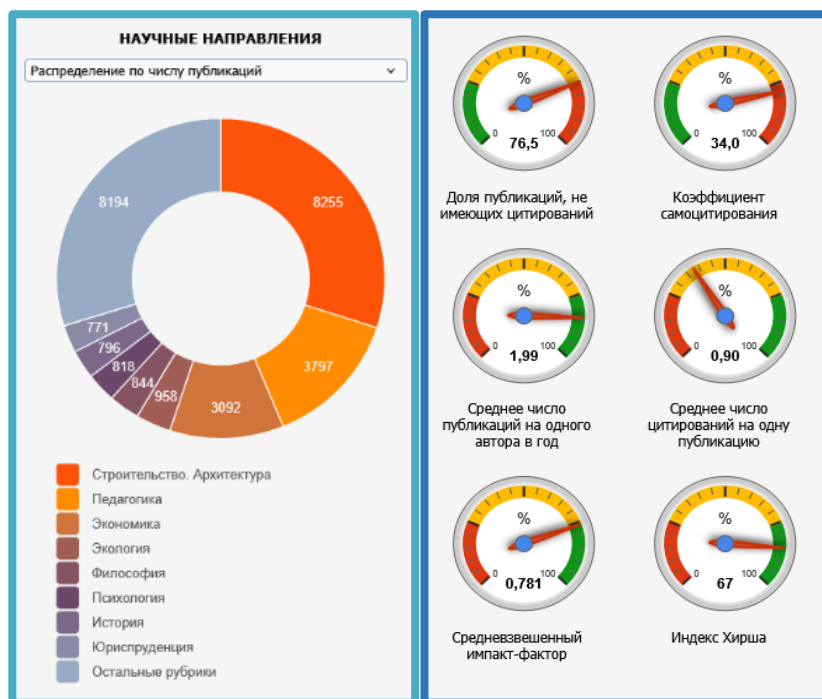 НАУЧНЫЕ НАПРАВЛЕНИЯ
Распределение по числу публикаций
8194
8255
771
796
818
844
958
3092
3797
Строительство. Архитектура
Педагогика
Экономика
Экология
Философия
Психология
История
Юриспруденция
Остальные рубрики
%
0
100
76,5
Доля публикаций, не
имеющих цитирований
%
0
100
34,0
Коэффициент
самоцитирования
%
0
100
1,99
Среднее число
публикаций на одного
автора в год
%
0
100
0,90
Среднее число
цитирований на одну
публикацию
%
0
100
0,781
Средневзвешенный
импакт-фактор
%
0
100
67
Индекс Хирша